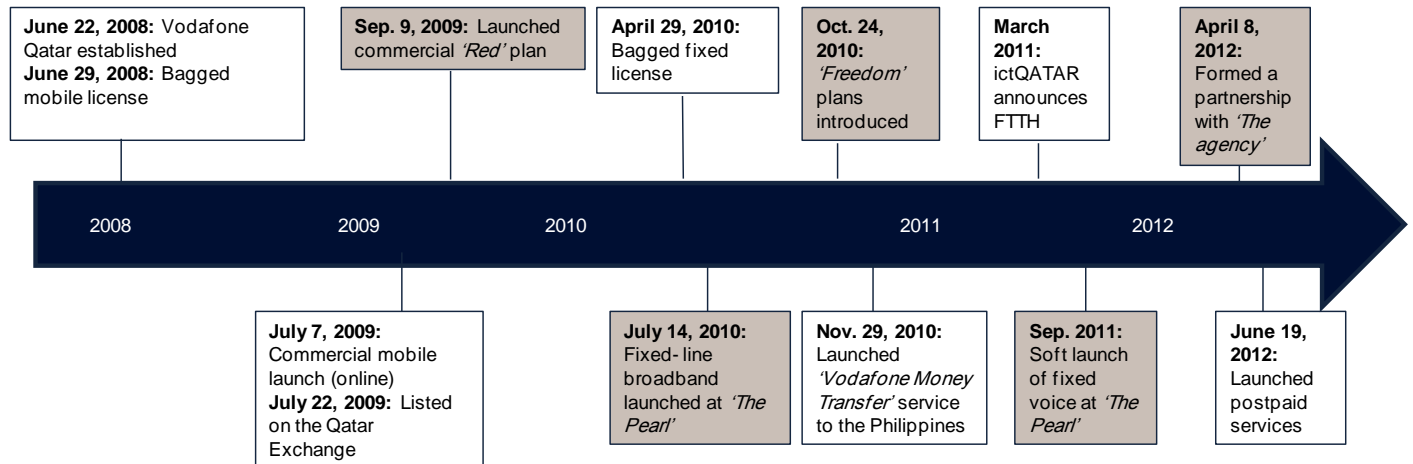 June 22, 2008: Vodafone
Qatar established
June 29, 2008: Bagged
mobile license
Sep. 9, 2009: Launched
commercial ‘Red’ plan
April 29, 2010:
Bagged fixed
license
Oct. 24,
2010:
‘Freedom’
plans
introduced
March
2011:
ictQATAR
announces
FTTH
April 8,
2012:
Formed a
partnership
with ‘The
agency’
2008
2009
2010
2011
2012
July 7, 2009:
Commercial mobile
launch (online)
July 22, 2009: Listed
on the Qatar
Exchange
July 14, 2010:
Fixed-line
broadband
launched at ‘The
Pearl’
Nov. 29, 2010:
Launched
‘Vodafone Money
Transfer’ service
to the Philippines
Sep. 2011:
Soft launch
of fixed
voice at ‘The
Pearl’
June 19,
2012:
Launched
postpaid
services